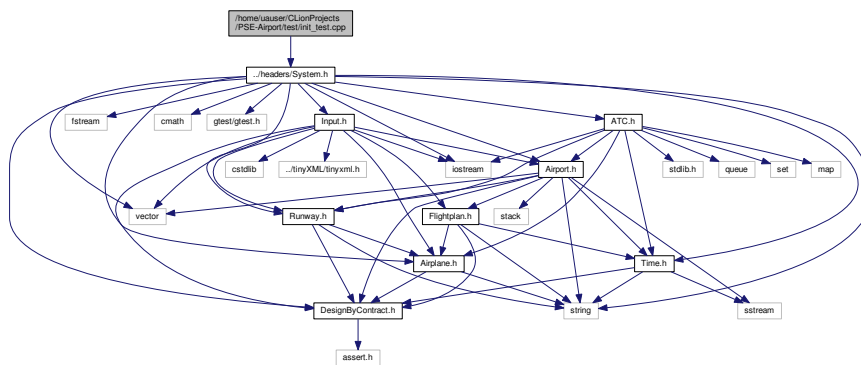 /home/uauser/CLionProjects
/PSE-Airport/test/init_test.cpp
../headers/System.h
fstream
cmath
gtest/gtest.h
Input.h
ATC.h
cstdlib
../tinyXML/tinyxml.h
iostream
Airport.h
stdlib.h
queue
set
map
vector
Runway.h
Flightplan.h
stack
Airplane.h
Time.h
DesignByContract.h
string
sstream
assert.h